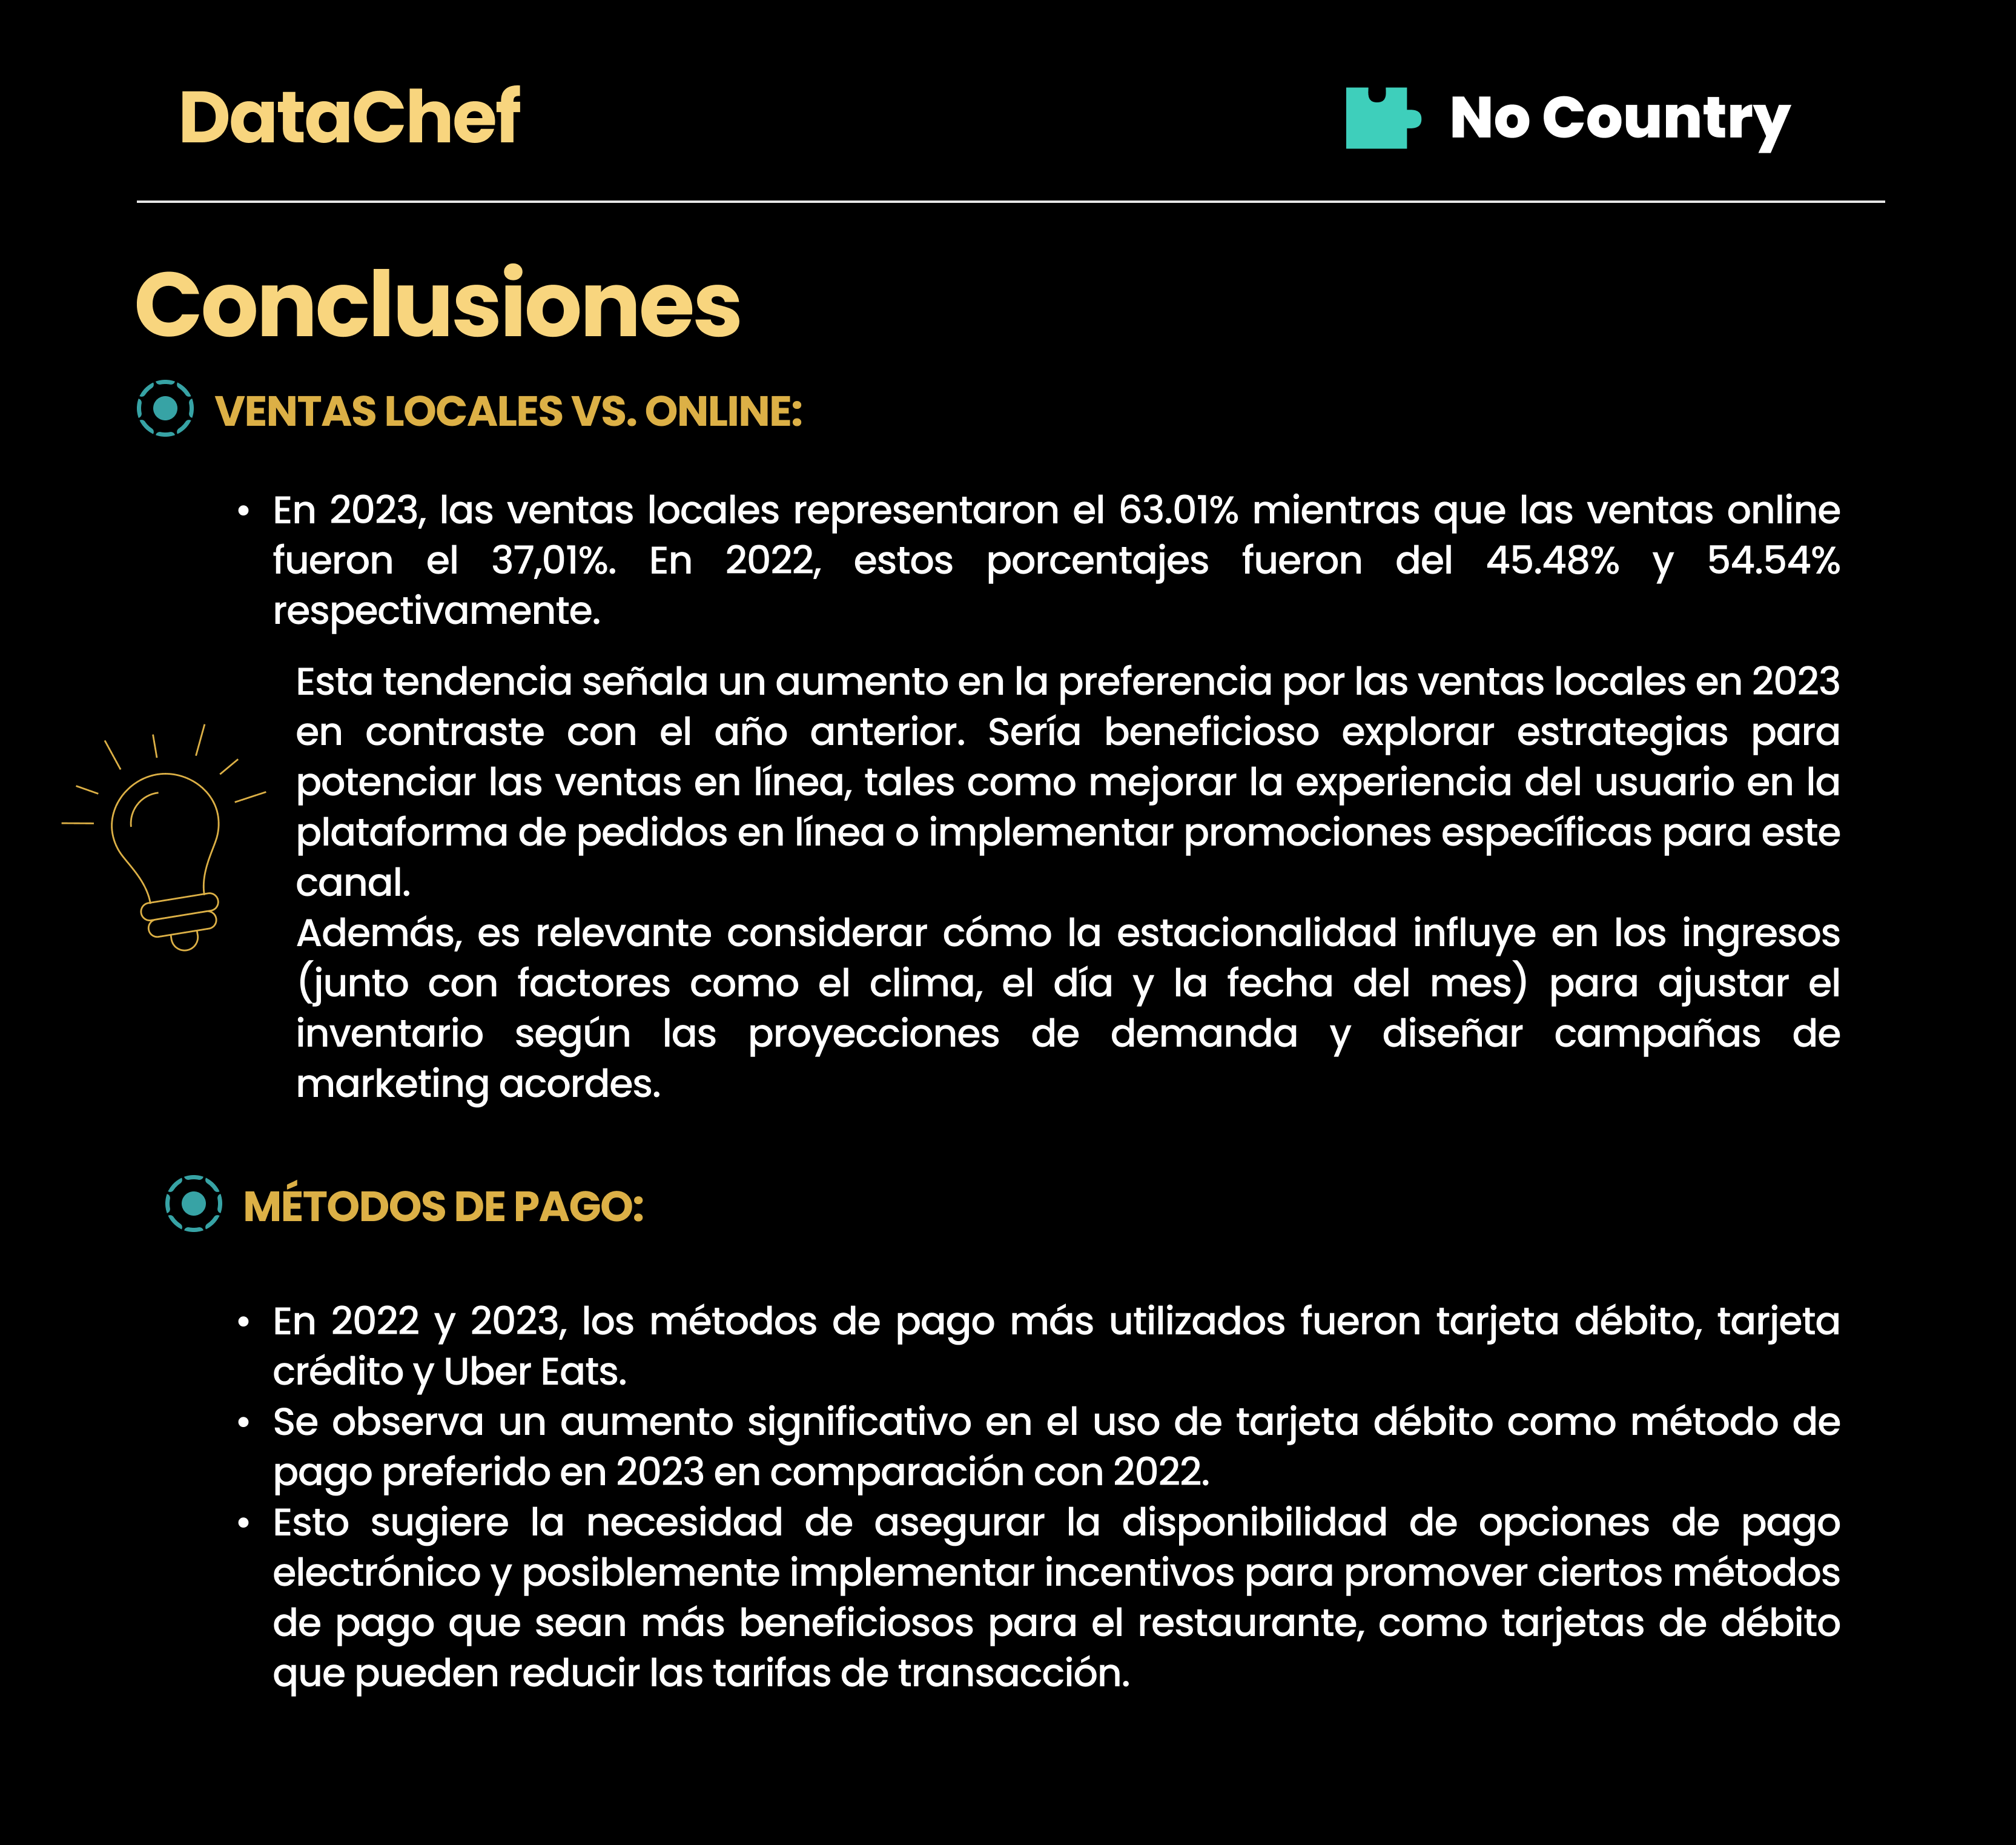 DataChef
No Country
Conclusiones
VENTAS LOCALES VS. ONLINE:
• En 2023, las ventas locales representaron el 63.01% mientras que las ventas online
fueron el 37,01%. En 2022, estos porcentajes fueron del 45.48% y 54.54%
respectivamente.
Esta tendencia señala un aumento en la preferencia por las ventas locales en 2023
en contraste con el año anterior. Sería beneficioso explorar estrategias para
potenciar las ventas en línea, tales como mejorar la experiencia del usuario en la
plataforma de pedidos en línea o implementar promociones específicas para este
canal.
Además, es relevante considerar cómo la estacionalidad influye en los ingresos
(junto con factores como el clima, el día y la fecha del mes) para ajustar el
inventario según las proyecciones de demanda y diseñar campañas de
marketing acordes.
MÉTODOS DE PAGO:
• En 2022 y 2023, los métodos de pago más utilizados fueron tarjeta débito, tarjeta
crédito y Uber Eats.
• Se observa un aumento significativo en el uso de tarjeta débito como método de
pago preferido en 2023 en comparación con 2022.
• Esto sugiere la necesidad de asegurar la disponibilidad de opciones de pago
electrónico y posiblemente implementar incentivos para promover ciertos métodos
de pago que sean más beneficiosos para el restaurante, como tarjetas de débito
que pueden reducir las tarifas de transacción.